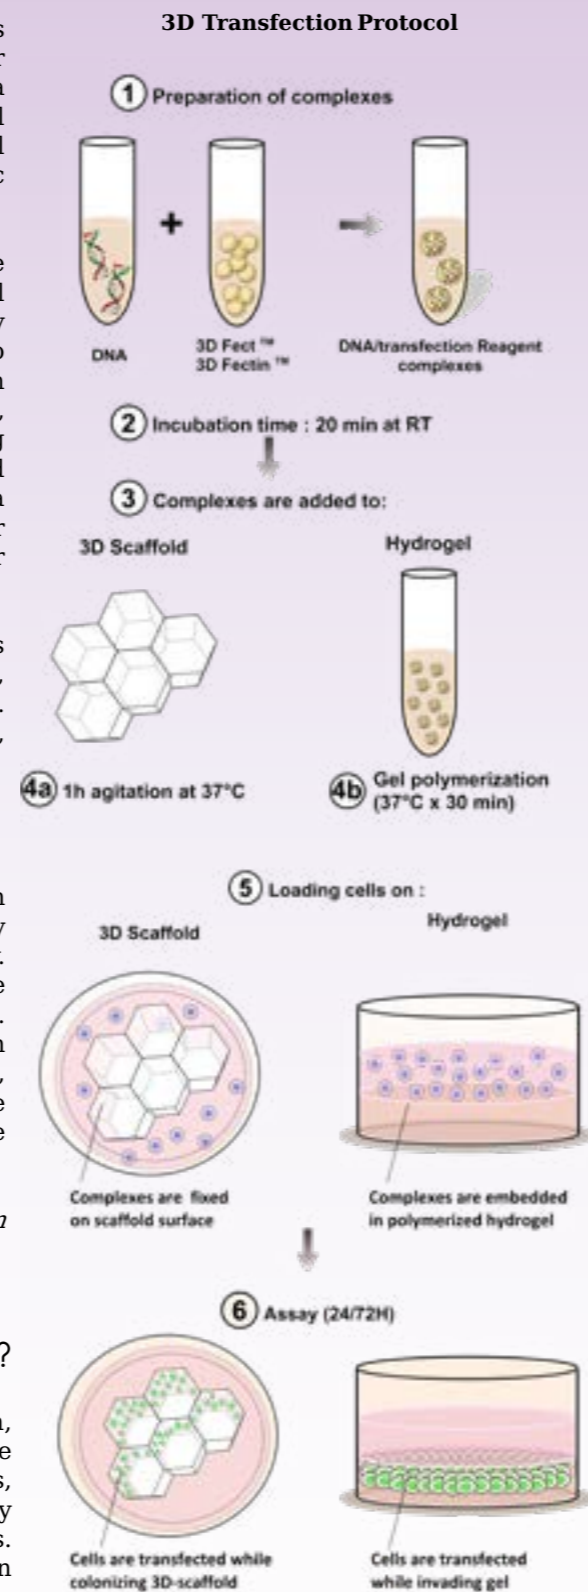 3D Transfection Protocol
1 Preparation of complexes
+
DNA
3D Fect ™
3D Fectin ™
DNA/transfection Reagent
complexes
2 Incubation time : 20 min at RT
3 Complexes are added to:
3D Scaffold
Hydrogel
4a 1h agitation at 37°C
4b Gel polymerization
(37°C x 30 min)
5 Loading cells on :
3D Scaffold
Hydrogel
Complexes are fixed
on scaffold surface
Complexes are embedded
in polymerized hydrogel
6 Assay (24/72H)
Cells are transfected while
colonizing 3D-scaffold
Cells are transfected
while invading gel